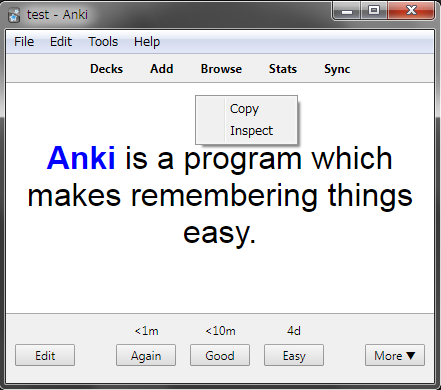 test - Anki
File Edit Tools Help
Decks Add Browse Stats Sync
Copy
Inspect
Anki is a program which
makes remembering things
easy.
<1m <10m 4d
Edit Again Good Easy More ▼